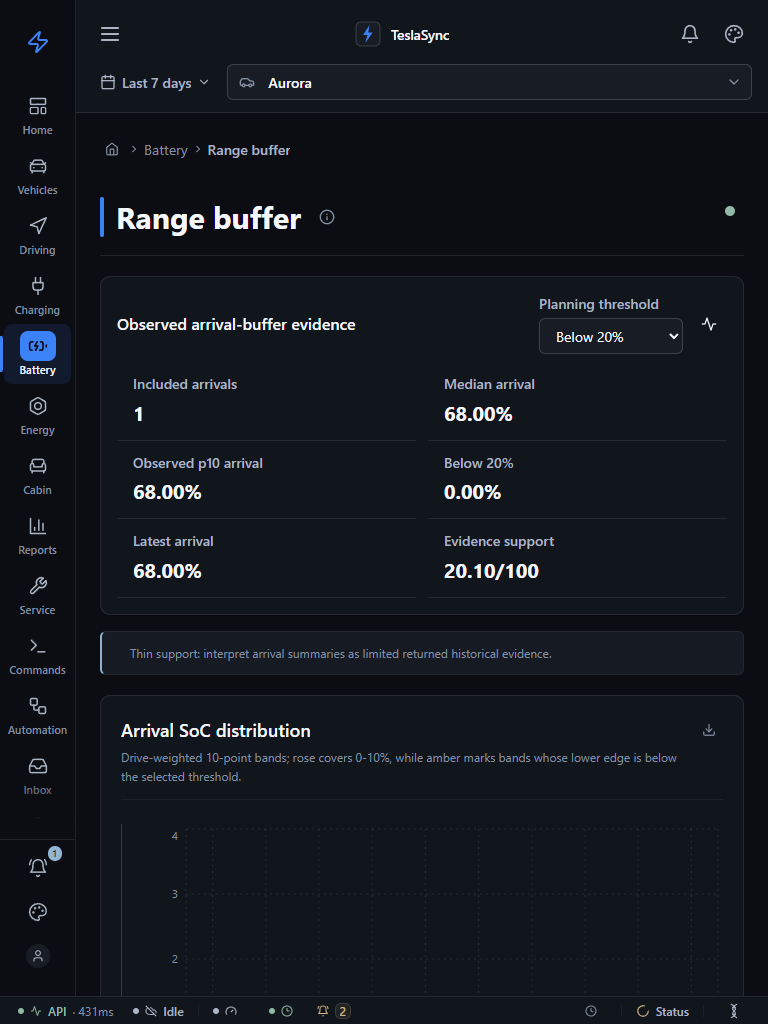 TeslaSync
Last 7 days
Aurora
Home
Vehicles
Driving
Charging
Battery
Energy
Cabin
Reports
Service
Commands
Automation
Inbox
1
Battery
Range buffer
Range buffer
Observed arrival-buffer evidence
Planning threshold
Below 20%
Included arrivals
1
Median arrival
68.00%
Observed p10 arrival
68.00%
Below 20%
0.00%
Latest arrival
68.00%
Evidence support
20.10/100
Thin support: interpret arrival summaries as limited returned historical evidence.
Arrival SoC distribution
Drive-weighted 10-point bands; rose covers 0-10%, while amber marks bands whose lower edge is below
the selected threshold.
4
3
2
API · 431ms
Idle
2
Status